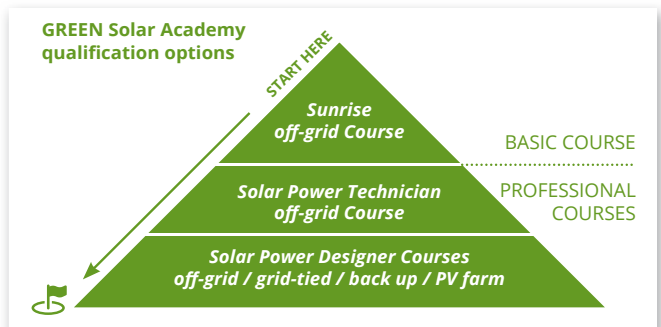 GREEN Solar Academy
qualification options
START HERE
Sunrise
off-grid Course
BASIC COURSE
PROFESSIONAL
COURSES
Solar Power Technician
off-grid Course
Solar Power Designer Courses
off-grid / grid-tied / back up / PV farm